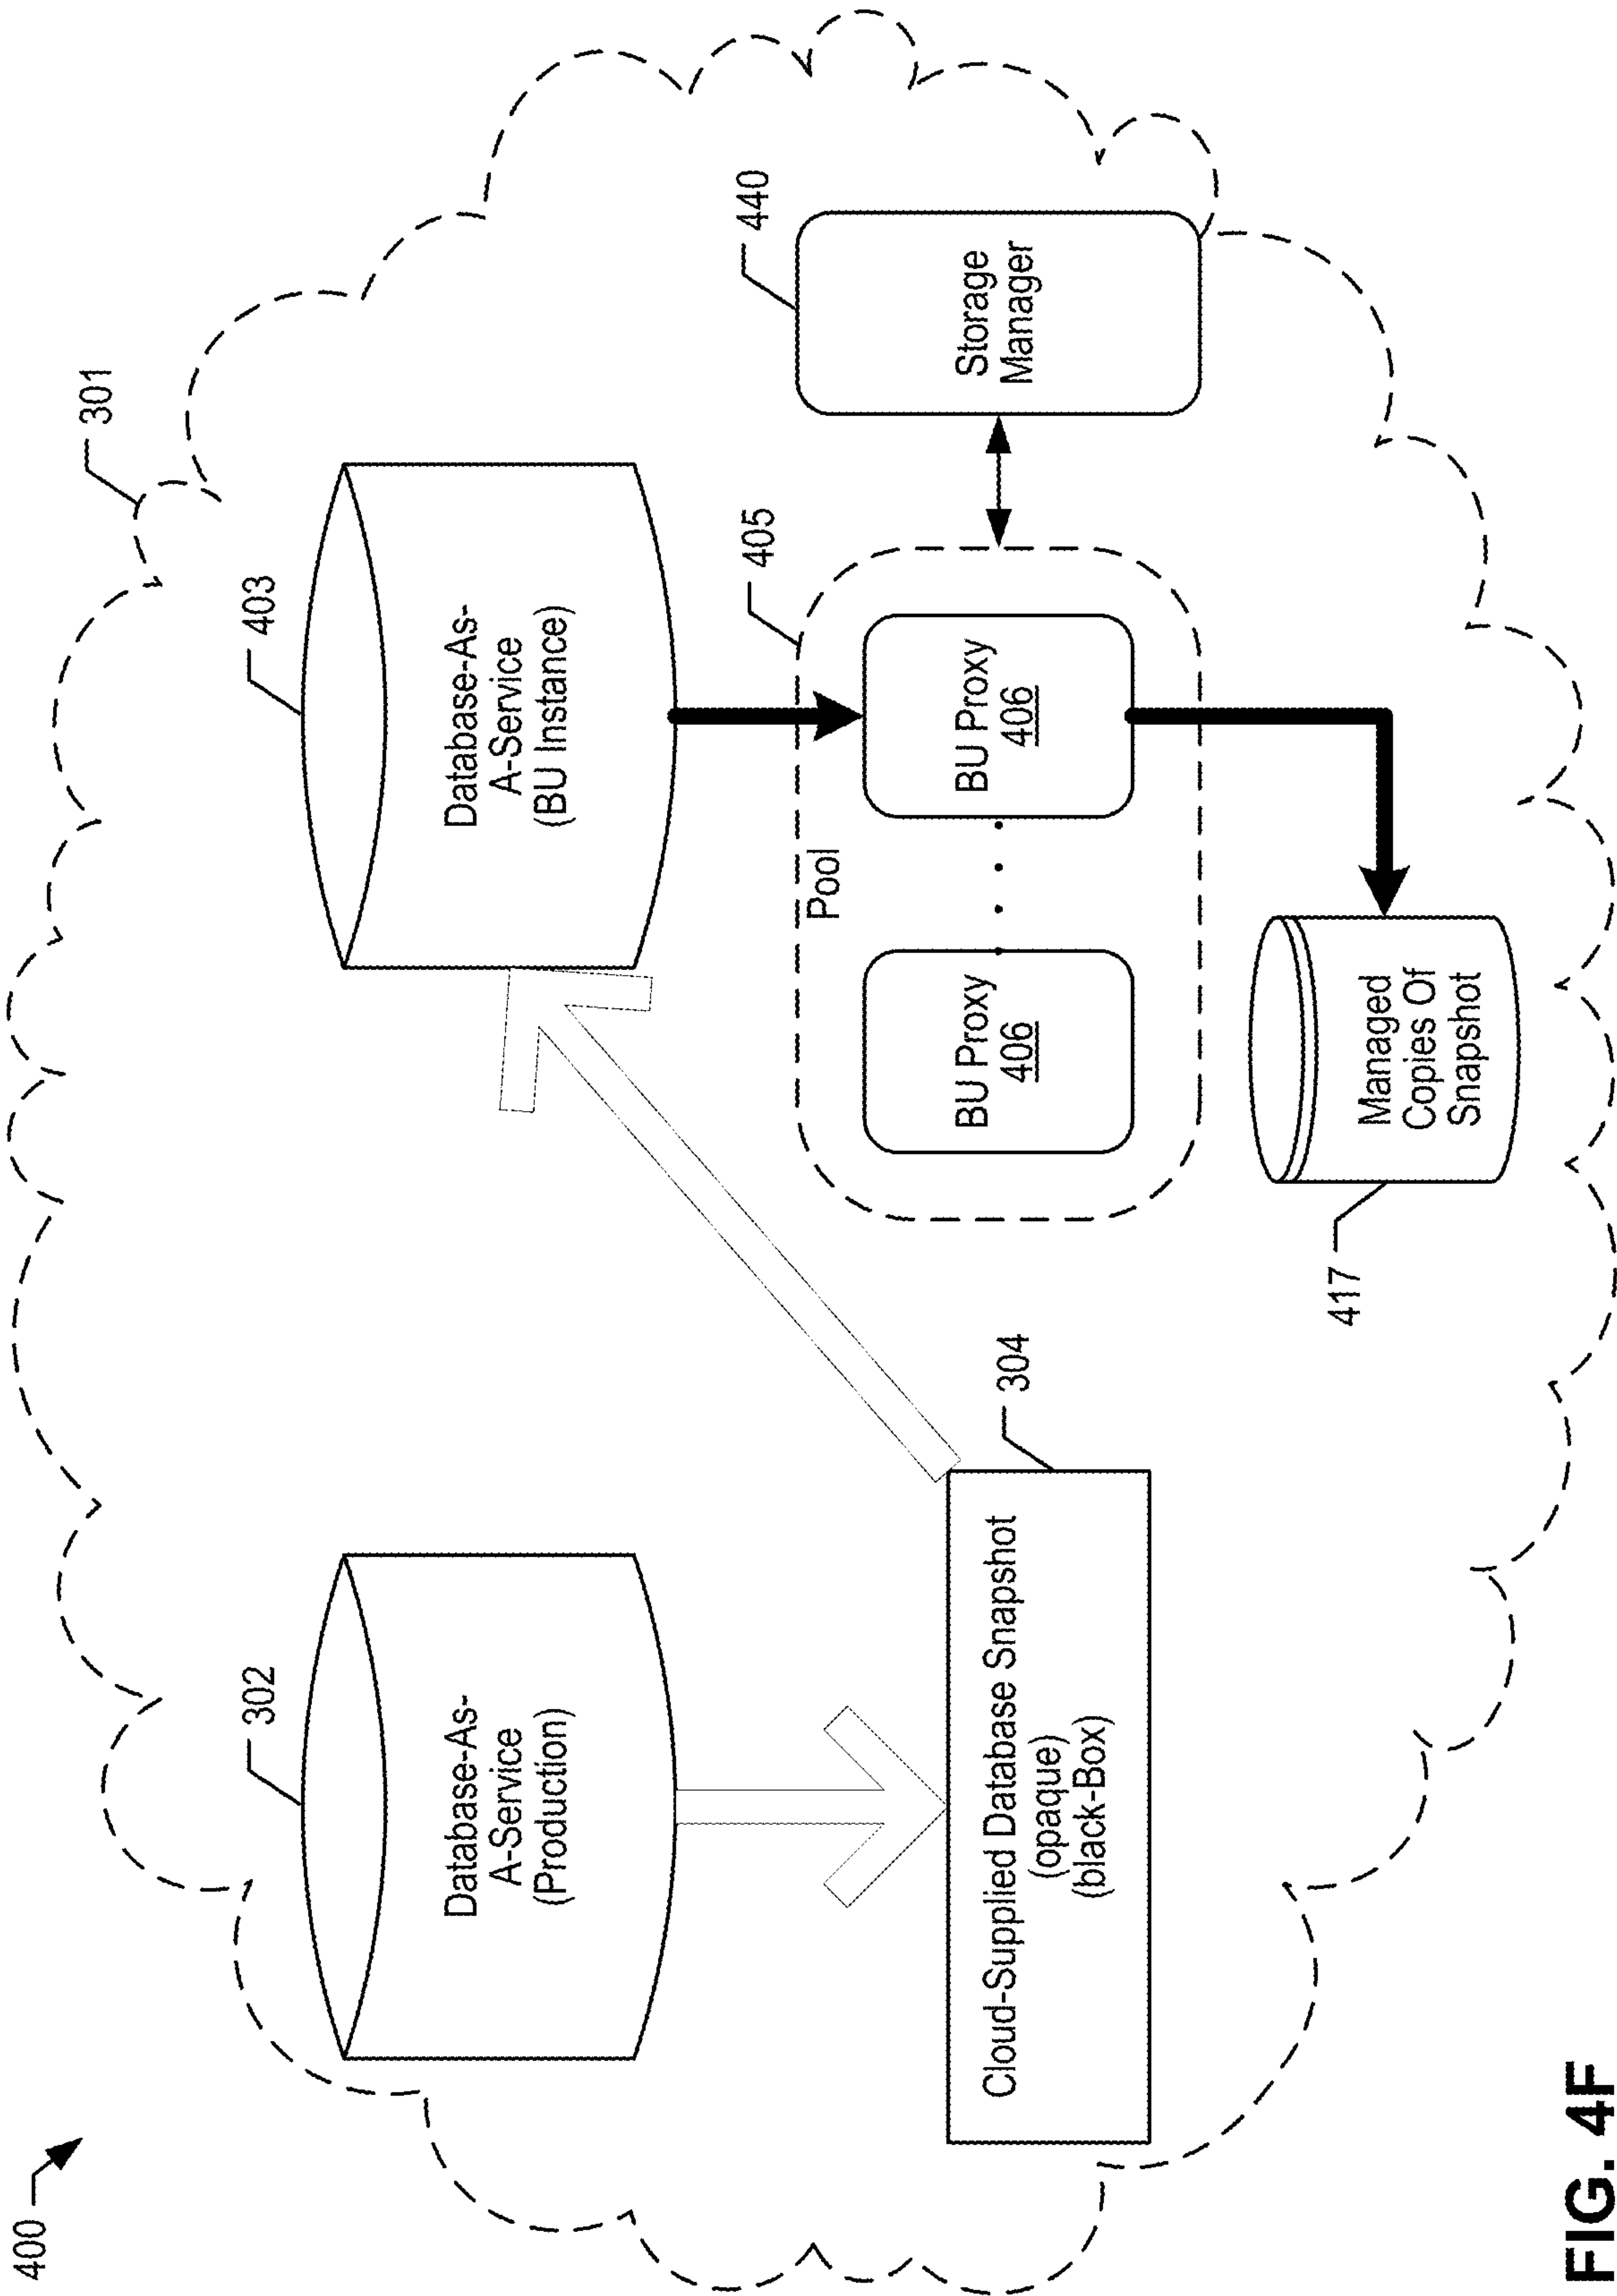 400
301
302
Database-As-
A-Service
(Production)
403
Database-As-
A-Service
(BU Instance)
304
Cloud-Supplied Database Snapshot
(opaque)
(black-Box)
405
Pool
BU Proxy
406
BU Proxy
406
440
Storage
Manager
417
Managed
Copies Of
Snapshot
FIG. 4F